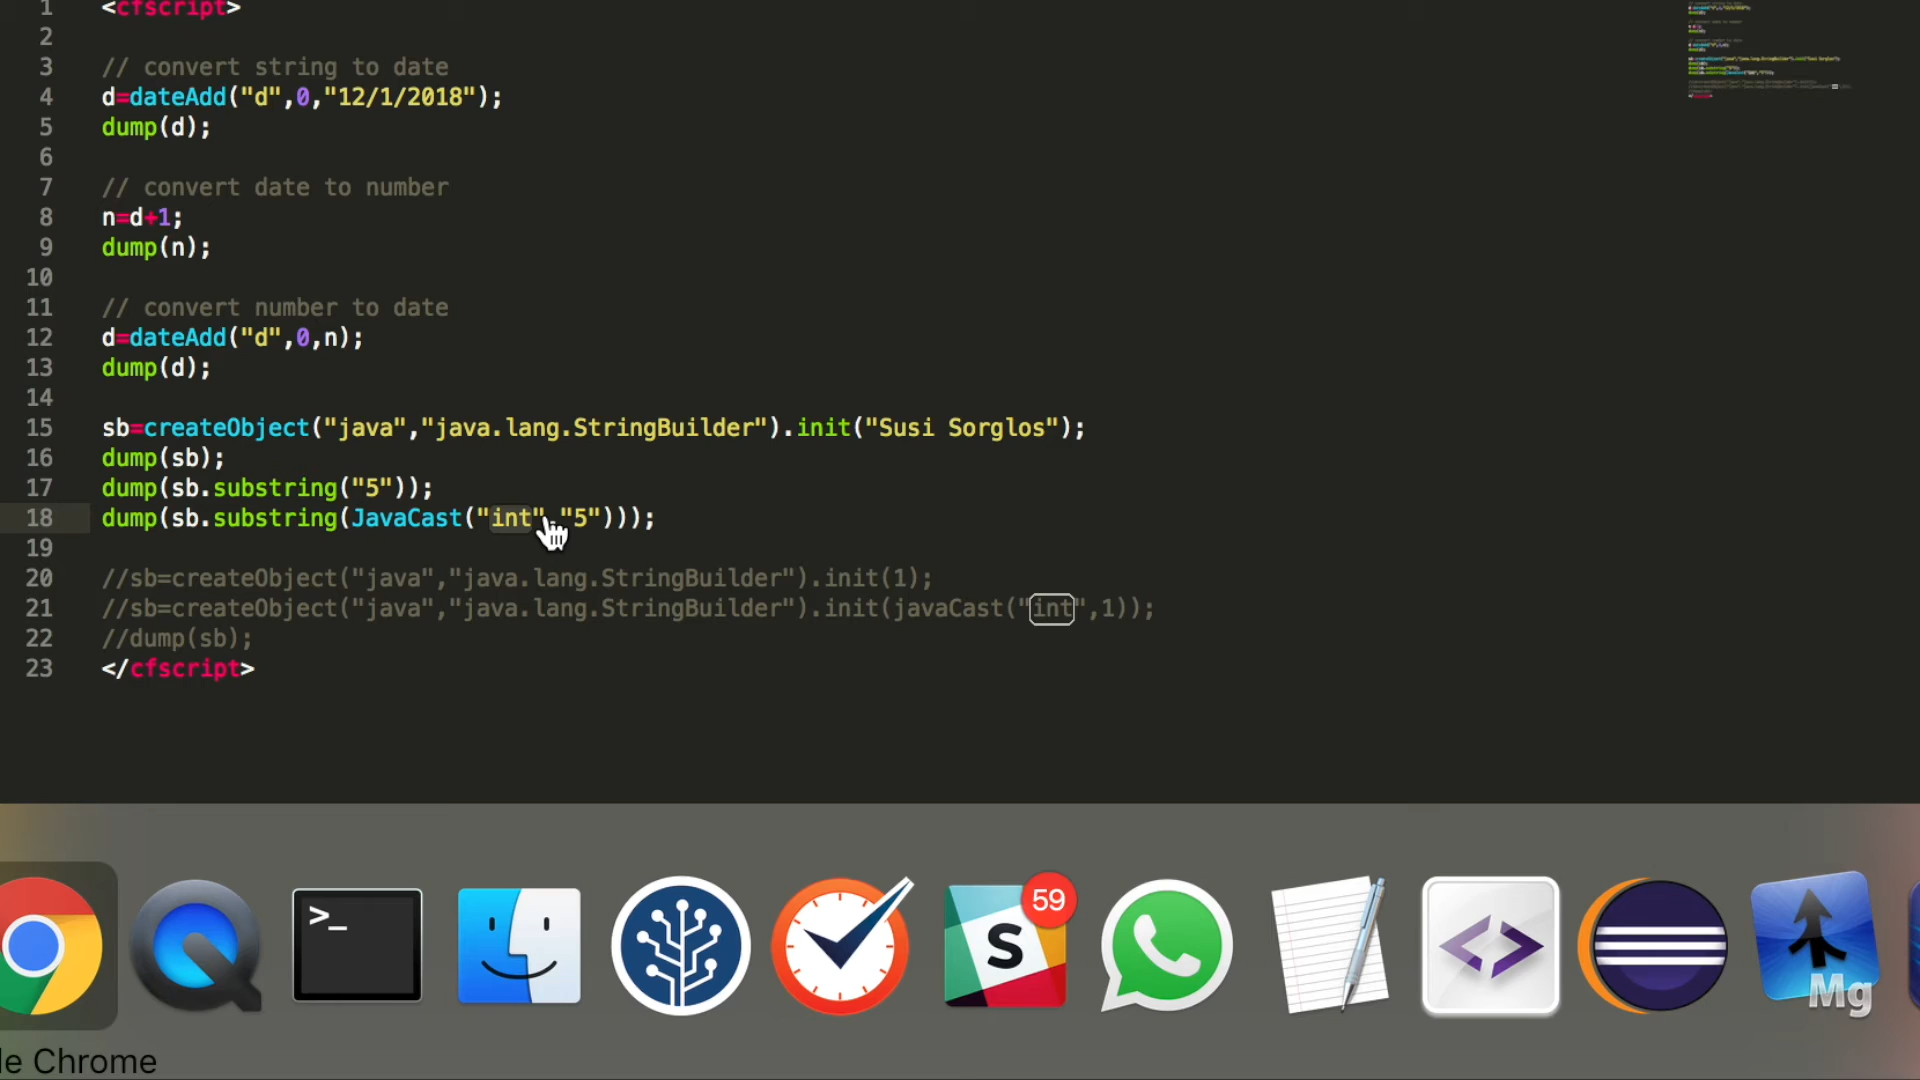 1 <cfscript>
2
3 // convert string to date
4 d=dateAdd("d",0,"12/1/2018");
5 dump(d);
6
7 // convert date to number
8 n=d+1;
9 dump(n);
10
11 // convert number to date
12 d=dateAdd("d",0,n);
13 dump(d);
14
15 sb=createObject("java","java.lang.StringBuilder").init("Susi Sorglos");
16 dump(sb);
17 dump(sb.substring("5"));
18 dump(sb.substring(JavaCast("int","5")));
19
20 //sb=createObject("java","java.lang.StringBuilder").init(1);
21 //sb=createObject("java","java.lang.StringBuilder").init(javaCast("int",1));
22 //dump(sb);
23 </cfscript>
>_
S
59
Mg
le Chrome